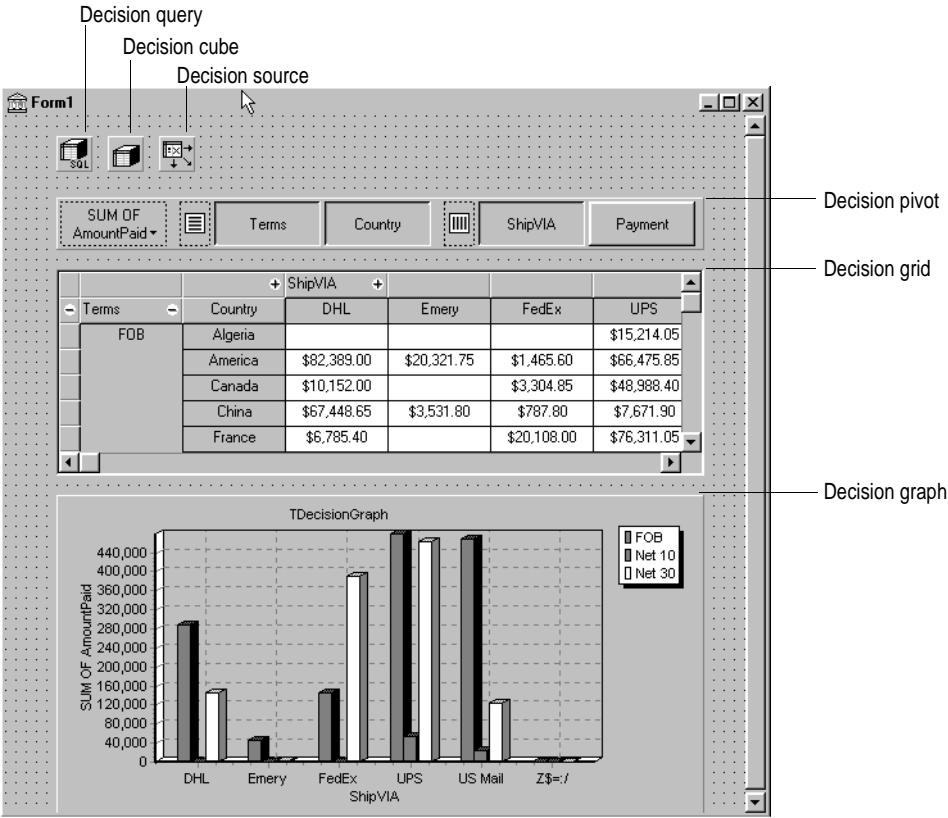 Decision query
Decision cube
Decision source
Form1
SQL
Decision pivot
SUM OF
AmountPaid
Terms
Country
ShipVIA
Payment
Decision grid
ShipVIA
Terms Country DHL Emery FedEx UPS
FOB Algeria $15,214.05
America $82,389.00 $20,321.75 $1,465.60 $66,475.85
Canada $10,152.00 $3,304.85 $48,988.40
China $67,448.65 $3,531.80 $787.80 $7,671.90
France $6,785.40 $20,108.00 $76,311.05
Decision graph
TDecisionGraph
FOB
Net 10
Net 30
SUM OF AmountPaid
440,000
400,000
360,000
320,000
280,000
240,000
200,000
160,000
120,000
80,000
40,000
0
DHL Emery FedEx UPS US Mail Z$=:/
ShipVIA